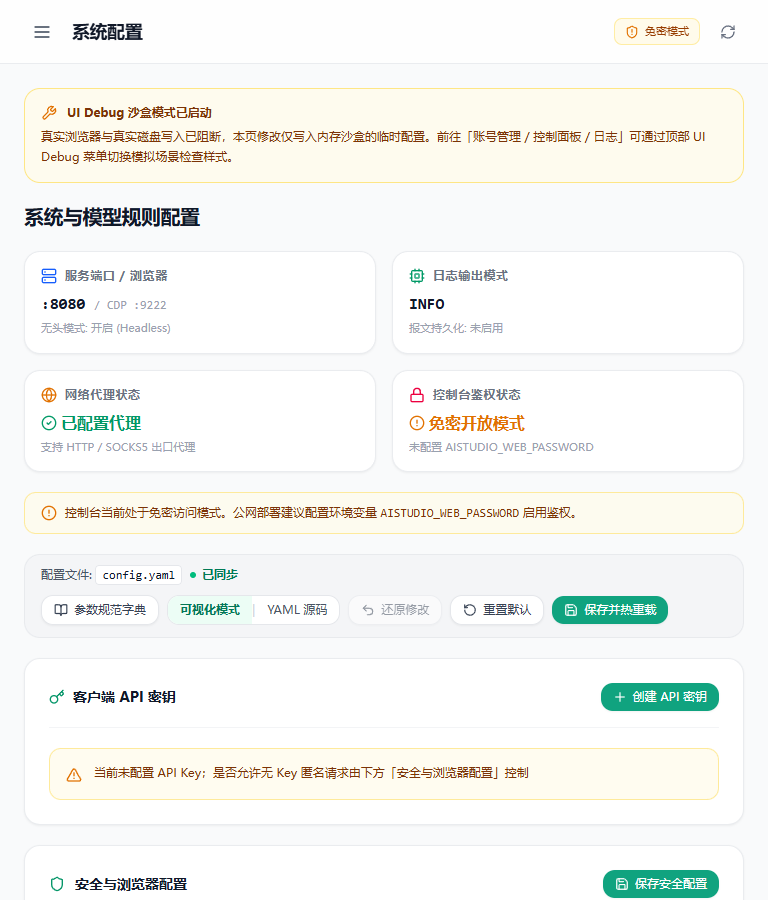 系统配置
免密模式
UI Debug 沙盒模式已启动
真实浏览器与真实磁盘写入已阻断，本页修改仅写入内存沙盒的临时配置。前往「账号管理 / 控制面板 / 日志」可通过顶部 UI
Debug 菜单切换模拟场景检查样式。
系统与模型规则配置
服务端口 / 浏览器
:8080 / CDP :9222
无头模式: 开启 (Headless)
日志输出模式
INFO
报文持久化: 未启用
网络代理状态
已配置代理
支持 HTTP / SOCKS5 出口代理
控制台鉴权状态
免密开放模式
未配置 AISTUDIO_WEB_PASSWORD
控制台当前处于免密访问模式。公网部署建议配置环境变量 AISTUDIO_WEB_PASSWORD 启用鉴权。
配置文件: config.yaml 已同步
参数规范字典 可视化模式 YAML 源码 还原修改 重置默认 保存并热重载
客户端 API 密钥
创建 API 密钥
当前未配置 API Key；是否允许无 Key 匿名请求由下方「安全与浏览器配置」控制
安全与浏览器配置
保存安全配置